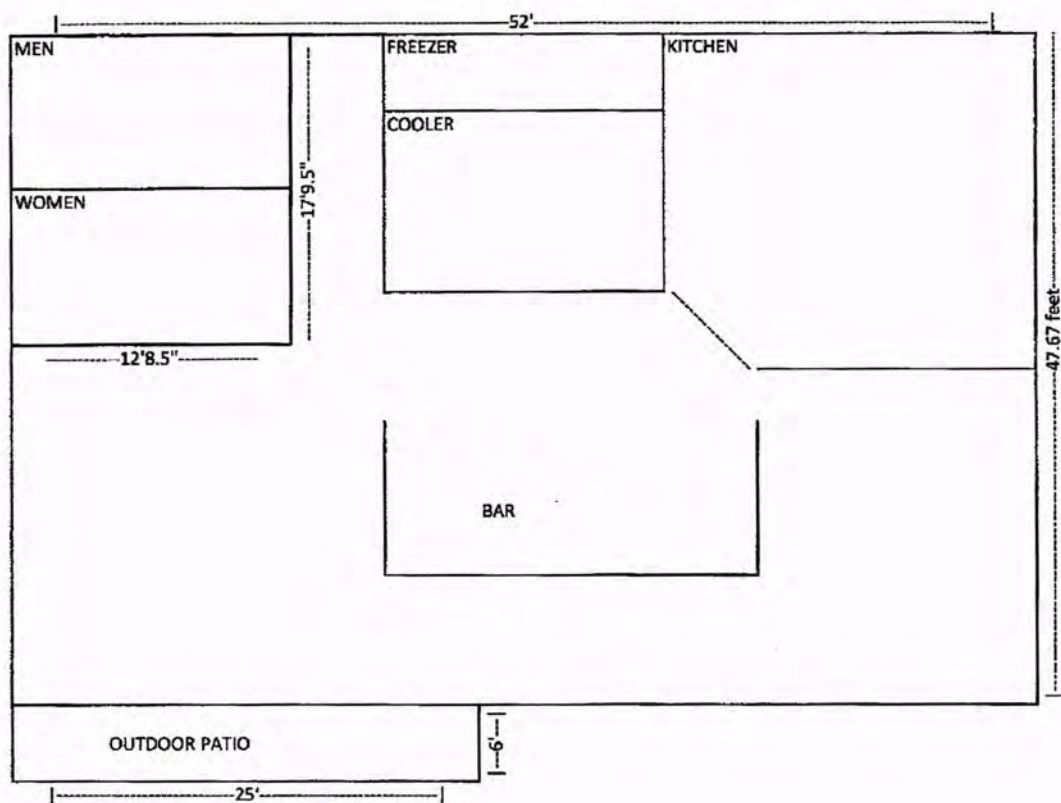 52'
MEN
FREEZER
KITCHEN
COOLER
17'9.5"
WOMEN
47.67 feet
12'8.5"
BAR
OUTDOOR PATIO
6'
25'